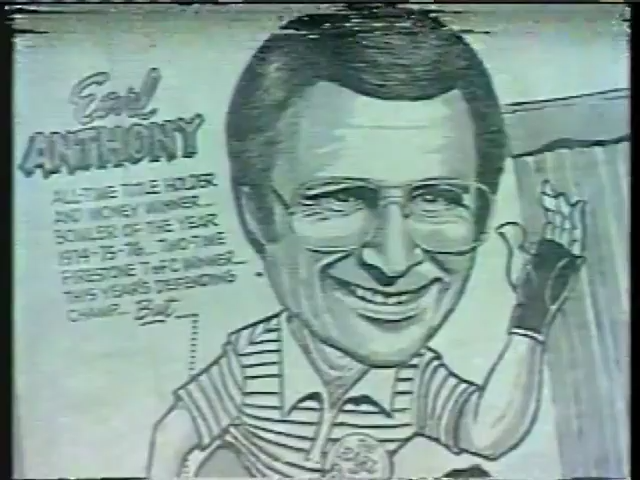 Earl
ANTHONY
ALL-TIME TITLE HOLDER
AND MONEY WINNER...
BOWLER OF THE YEAR
1974-75-76... TWO TIME
FIRESTONE T of C WINNER...
THIS YEAR'S DEFENDING
CHAMP... But...